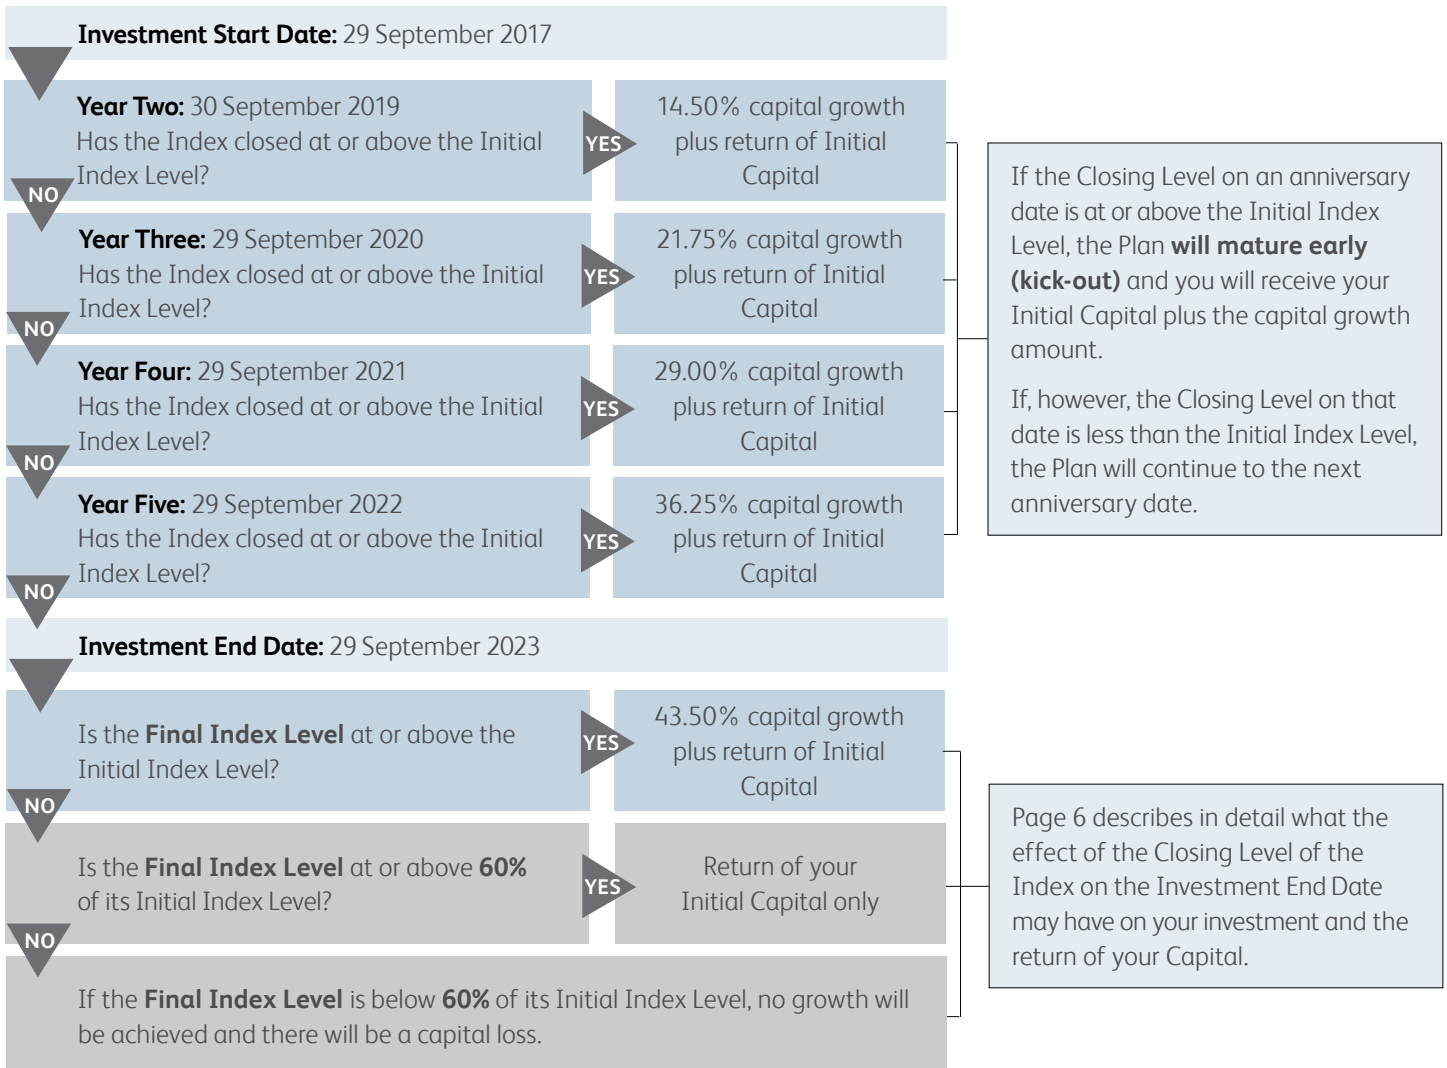 Investment Start Date: 29 September 2017
Year Two: 30 September 2019
Has the Index closed at or above the Initial
Index Level?
YES
14.50% capital growth
plus return of Initial
Capital
NO
Year Three: 29 September 2020
Has the Index closed at or above the Initial
Index Level?
YES
21.75% capital growth
plus return of Initial
Capital
NO
Year Four: 29 September 2021
Has the Index closed at or above the Initial
Index Level?
YES
29.00% capital growth
plus return of Initial
Capital
NO
Year Five: 29 September 2022
Has the Index closed at or above the Initial
Index Level?
YES
36.25% capital growth
plus return of Initial
Capital
NO
If the Closing Level on an anniversary
date is at or above the Initial Index
Level, the Plan will mature early
(kick-out) and you will receive your
Initial Capital plus the capital growth
amount.
If, however, the Closing Level on that
date is less than the Initial Index Level,
the Plan will continue to the next
anniversary date.
Investment End Date: 29 September 2023
Is the Final Index Level at or above the
Initial Index Level?
YES
43.50% capital growth
plus return of Initial
Capital
NO
Is the Final Index Level at or above 60%
of its Initial Index Level?
YES
Return of your
Initial Capital only
NO
If the Final Index Level is below 60% of its Initial Index Level, no growth will
be achieved and there will be a capital loss.
Page 6 describes in detail what the
effect of the Closing Level of the
Index on the Investment End Date
may have on your investment and the
return of your Capital.